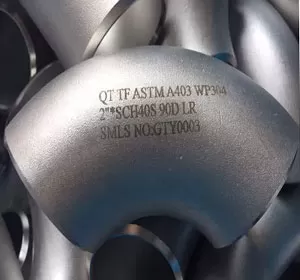 QT TF ASTM A403 WP304
2"*SCH40S 90D LR
SMLS NO:GTY0003